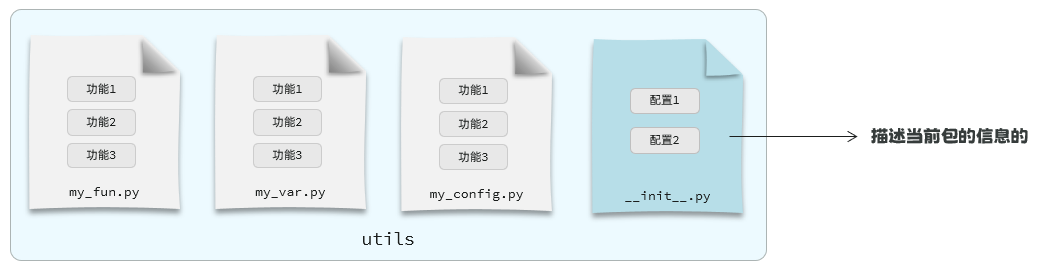 功能1
功能2
功能3
my_fun.py
功能1
功能2
功能3
my_var.py
功能1
功能2
功能3
my_config.py
配置1
配置2
__init__.py
描述当前包的信息的
utils